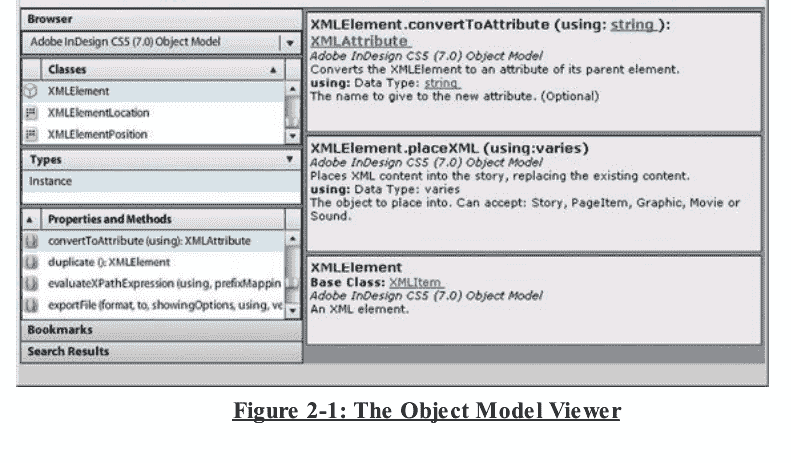 Browser
Adobe InDesign CS5 (7.0) Object Model
Classes
XMLElement
XMLElementLocation
XMLElementPosition
Types
Instance
Properties and Methods
convertToAttribute (using): XMLAttribute
duplicate (): XMLElement
evaluateXPathExpression (using, prefixMappin
exportFile (format, to, showingOptions, using, ve
Bookmarks
Search Results
XMLElement.convertToAttribute (using: string ):
XMLAttribute
Adobe InDesign CS5 (7.0) Object Model
Converts the XMLElement to an attribute of its parent element.
using: Data Type: string
The name to give to the new attribute. (Optional)
XMLElement.placeXML (using:varies)
Adobe InDesign CS5 (7.0) Object Model
Places XML content into the story, replacing the existing content.
using: Data Type: varies
The object to place into. Can accept: Story, PageItem, Graphic, Movie or
Sound.
XMLElement
Base Class: XMLItem
Adobe InDesign CS5 (7.0) Object Model
An XML element.
Figure 2-1: The Object Model Viewer